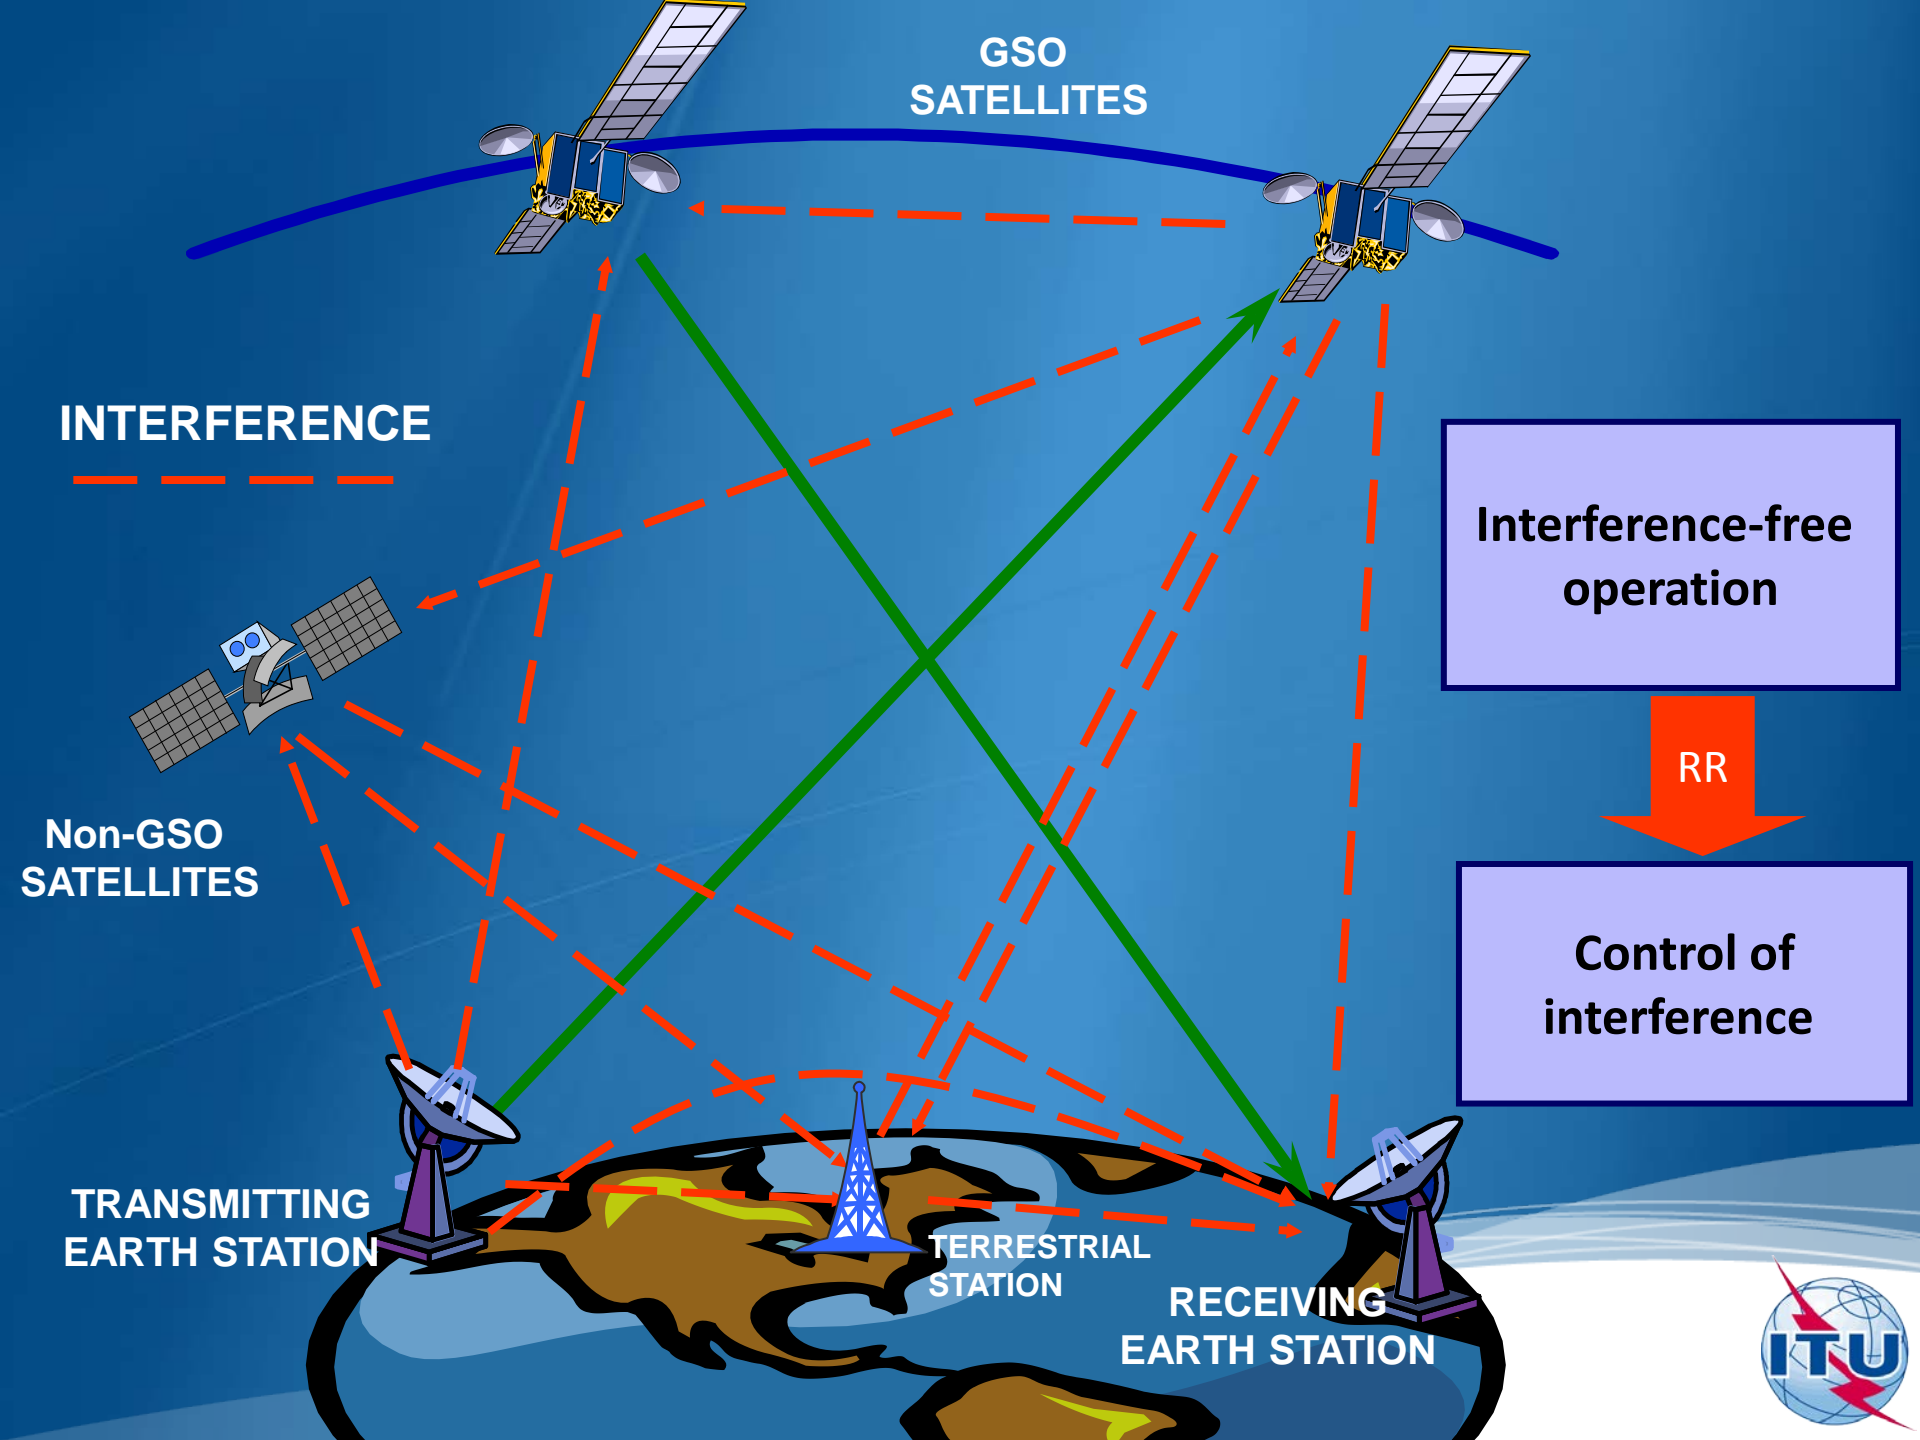 GSO
SATELLITES
INTERFERENCE
Interference-free
operation
RR
Non-GSO
SATELLITES
Control of
interference
TRANSMITTING
EARTH STATION
TERRESTRIAL
STATION
RECEIVING
EARTH STATION
ITU